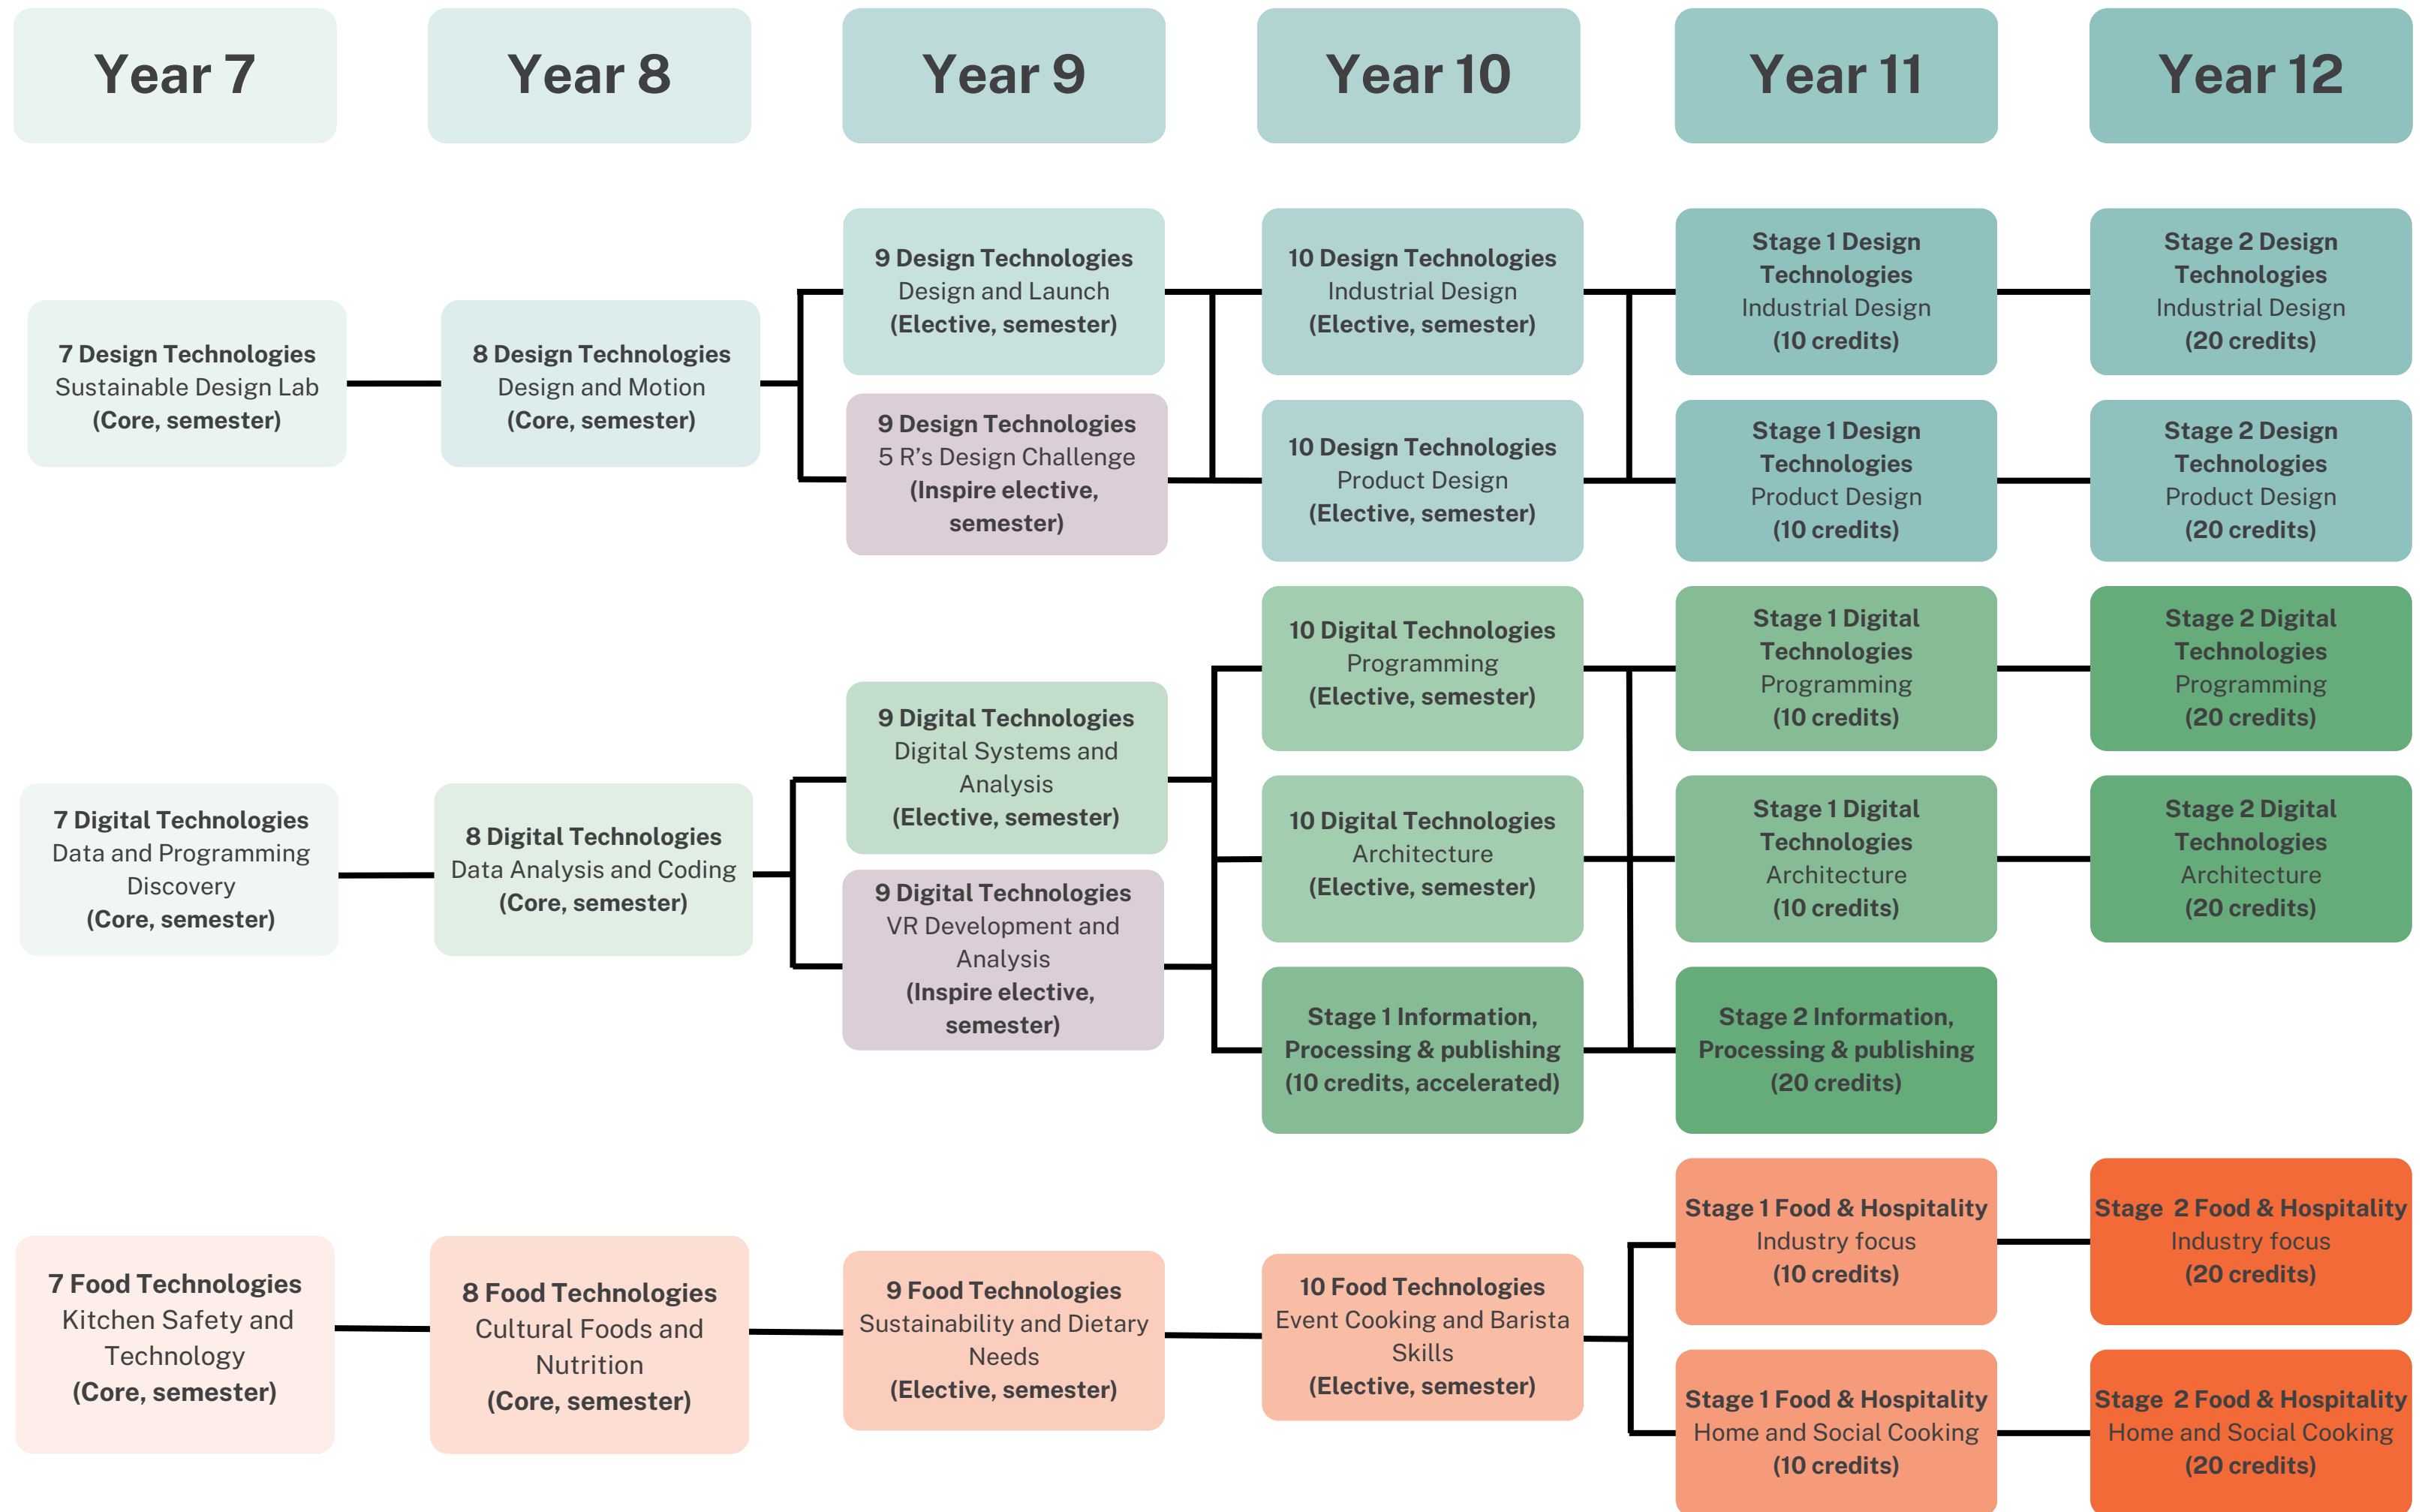 Year 7
Year 8
Year 9
Year 10
Year 11
Year 12
7 Design Technologies
Sustainable Design Lab
(Core, semester)
8 Design Technologies
Design and Motion
(Core, semester)
9 Design Technologies
Design and Launch
(Elective, semester)
9 Design Technologies
5 R’s Design Challenge
(Inspire elective,
semester)
10 Design Technologies
Industrial Design
(Elective, semester)
10 Design Technologies
Product Design
(Elective, semester)
Stage 1 Design
Technologies
Industrial Design
(10 credits)
Stage 1 Design
Technologies
Product Design
(10 credits)
Stage 2 Design
Technologies
Industrial Design
(20 credits)
Stage 2 Design
Technologies
Product Design
(20 credits)
7 Digital Technologies
Data and Programming
Discovery
(Core, semester)
8 Digital Technologies
Data Analysis and Coding
(Core, semester)
9 Digital Technologies
Digital Systems and
Analysis
(Elective, semester)
9 Digital Technologies
VR Development and
Analysis
(Inspire elective,
semester)
10 Digital Technologies
Programming
(Elective, semester)
10 Digital Technologies
Architecture
(Elective, semester)
Stage 1 Information,
Processing & publishing
(10 credits, accelerated)
Stage 1 Digital
Technologies
Programming
(10 credits)
Stage 1 Digital
Technologies
Architecture
(10 credits)
Stage 2 Information,
Processing & publishing
(20 credits)
Stage 2 Digital
Technologies
Programming
(20 credits)
Stage 2 Digital
Technologies
Architecture
(20 credits)
7 Food Technologies
Kitchen Safety and
Technology
(Core, semester)
8 Food Technologies
Cultural Foods and
Nutrition
(Core, semester)
9 Food Technologies
Sustainability and Dietary
Needs
(Elective, semester)
10 Food Technologies
Event Cooking and Barista
Skills
(Elective, semester)
Stage 1 Food & Hospitality
Industry focus
(10 credits)
Stage 1 Food & Hospitality
Home and Social Cooking
(10 credits)
Stage 2 Food & Hospitality
Industry focus
(20 credits)
Stage 2 Food & Hospitality
Home and Social Cooking
(20 credits)